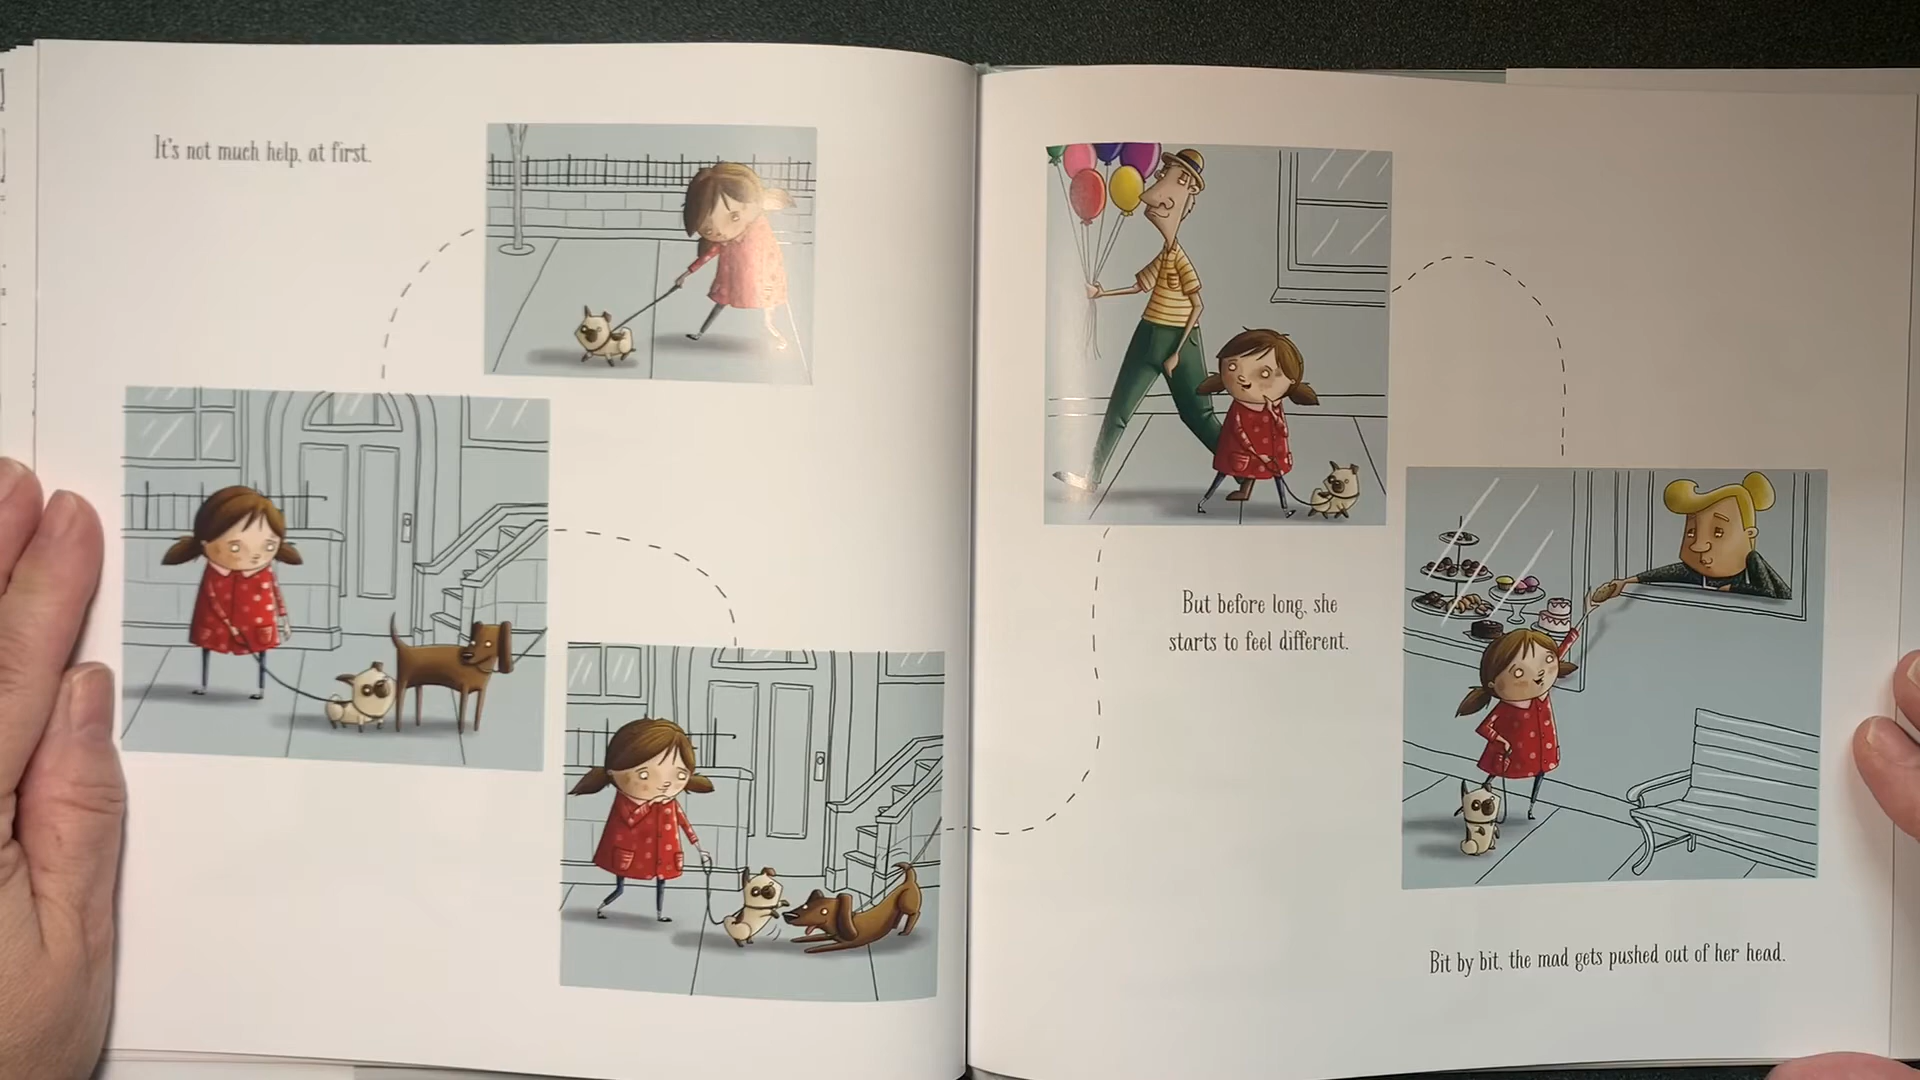 It's not much help, at first.
But before long, she
starts to feel different.
Bit by bit, the mad gets pushed out of her head.